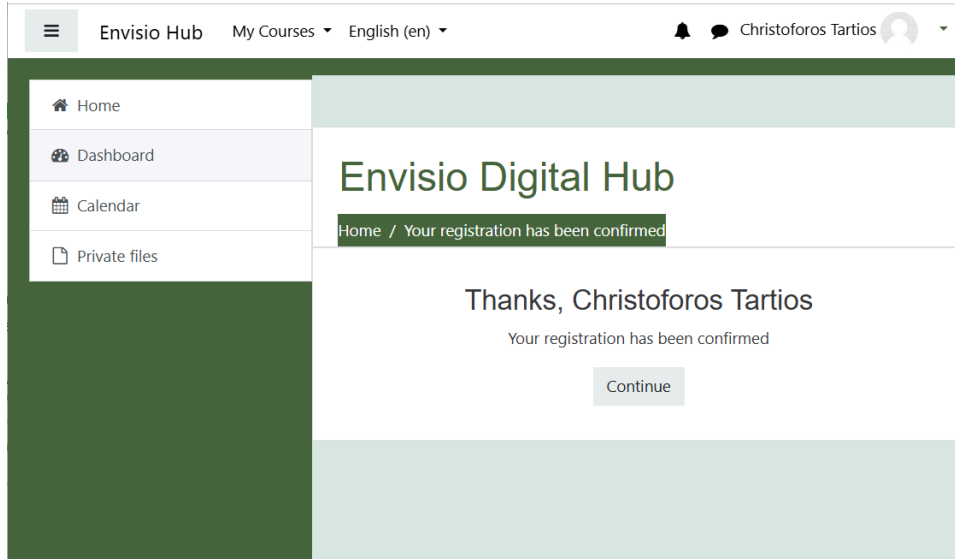 Envisio Hub My Courses English (en) Christoforos Tartios
Home
Dashboard
Calendar
Private files
Envisio Digital Hub
Home / Your registration has been confirmed
Thanks, Christoforos Tartios
Your registration has been confirmed
Continue